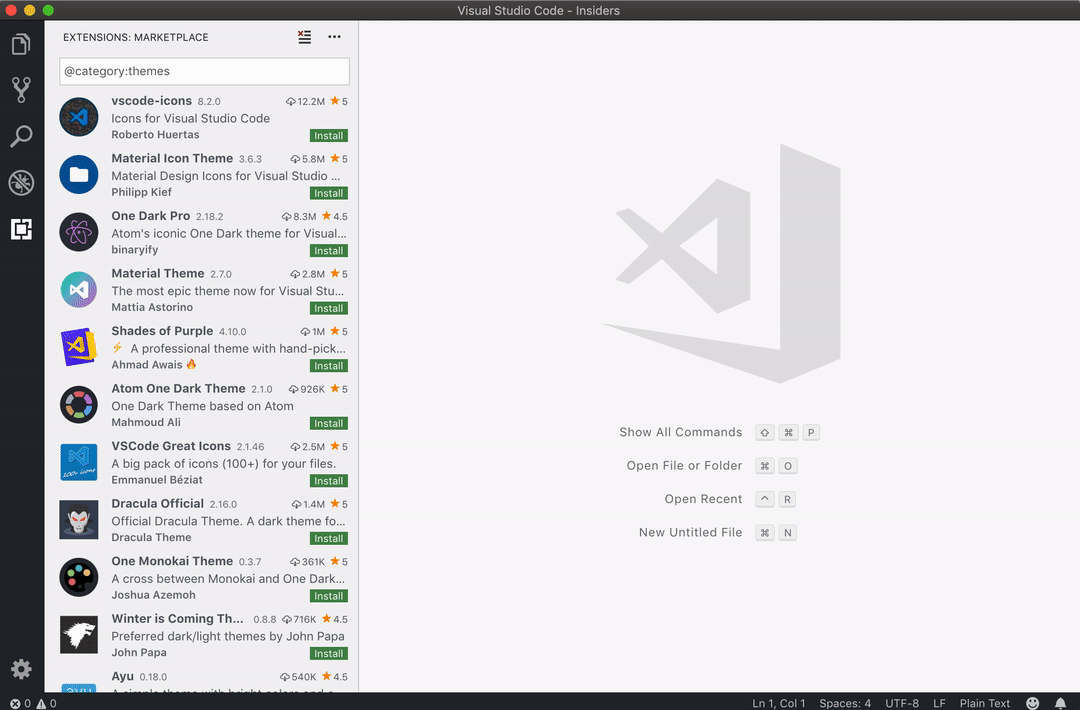 Visual Studio Code - Insiders
EXTENSIONS: MARKETPLACE
@category:themes
vscode-icons 8.2.0 12.2M ★ 5
Icons for Visual Studio Code
Roberto Huertas Install
Material Icon Theme 3.6.3 5.8M ★ 5
Material Design Icons for Visual Studio ...
Philipp Kief Install
One Dark Pro 2.18.2 8.3M ★ 4.5
Atom's iconic One Dark theme for Visual...
binaryify Install
Material Theme 2.7.0 2.8M ★ 5
The most epic theme now for Visual Stu...
Mattia Astorino Install
Shades of Purple 4.10.0 1M ★ 5
⚡ A professional theme with hand-pick...
Ahmad Awais 🔥 Install
Atom One Dark Theme 2.1.0 926K ★ 5
One Dark Theme based on Atom
Mahmoud Ali Install
100+ icons
VSCode Great Icons 2.1.46 2.5M ★ 5
A big pack of icons (100+) for your files.
Emmanuel Béziat Install
Dracula Official 2.16.0 1.4M ★ 5
Official Dracula Theme. A dark theme fo...
Dracula Theme Install
One Monokai Theme 0.3.7 361K ★ 5
A cross between Monokai and One Dark...
Joshua Azemoh Install
Winter is Coming Th... 0.8.8 716K ★ 4.5
Preferred dark/light themes by John Papa
John Papa Install
Ayu 0.18.0 540K ★ 4.5
A simple theme with bright colors and
Show All Commands ⇧ ⌘ P
Open File or Folder ⌘ O
Open Recent ^ R
New Untitled File ⌘ N
0 0 Ln 1, Col 1 Spaces: 4 UTF-8 LF Plain Text